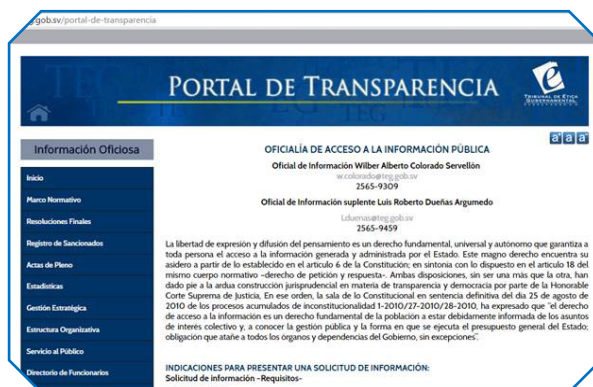 gob.sv/portal-de-transparencia
PORTAL DE TRANSPARENCIA
TRIBUNAL DE ÉTICA
GUBERNAMENTAL
TEG
a a a
Información Oficiosa
Inicio
Marco Normativo
Resoluciones Finales
Registro de Sancionados
Actas de Pleno
Estadísticas
Gestión Estratégica
Estructura Organizativa
Servicio al Público
Directorio de Funcionarios
OFICIALÍA DE ACCESO A LA INFORMACIÓN PÚBLICA
Oficial de Información Wilber Alberto Colorado Servellón
w.colorado@teg.gob.sv
2565-9309
Oficial de Información suplente Luis Roberto Dueñas Argumedo
l.duenas@teg.gob.sv
2565-9459
La libertad de expresión y difusión del pensamiento es un derecho fundamental, universal y autónomo que garantiza a
toda persona el acceso a la información generada y administrada por el Estado. Este magno derecho encuentra su
asidero a partir de lo establecido en el artículo 6 de la Constitución; en sintonía con lo dispuesto en el artículo 18 del
mismo cuerpo normativo –derecho de petición y respuesta-. Ambas disposiciones, sin ser una más que la otra, han
dado pie a la ardua construcción jurisprudencial en materia de transparencia y democracia por parte de la Honorable
Corte Suprema de Justicia, En ese orden, la sala de lo Constitucional en sentencia definitiva del día 25 de agosto de
2010 de los procesos acumulados de inconstitucionalidad 1-2010/27-2010/28-2010, ha expresado que "el derecho
de acceso a la información es un derecho fundamental de la población a estar debidamente informada de los asuntos
de interés colectivo y, a conocer la gestión pública y la forma en que se ejecuta el presupuesto general del Estado;
obligación que atañe a todos los órganos y dependencias del Gobierno, sin excepciones".
INDICACIONES PARA PRESENTAR UNA SOLICITUD DE INFORMACIÓN:
Solicitud de información –Requisitos-